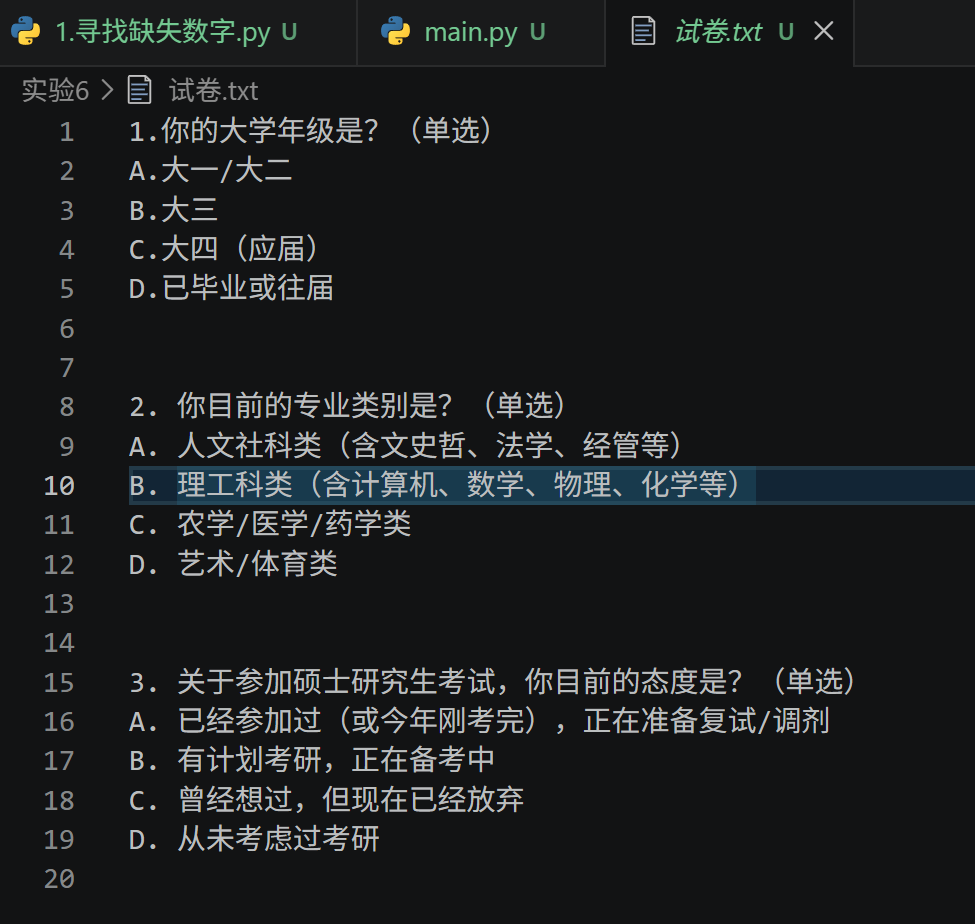 1.寻找缺失数字.py U main.py U 试卷.txt U
实验6 > 试卷.txt
1 1.你的大学年级是？（单选）
2 A.大一/大二
3 B.大三
4 C.大四（应届）
5 D.已毕业或往届
6
7
8 2. 你目前的专业类别是？（单选）
9 A. 人文社科类（含文史哲、法学、经管等）
10 B. 理工科类（含计算机、数学、物理、化学等）
11 C. 农学/医学/药学类
12 D. 艺术/体育类
13
14
15 3. 关于参加硕士研究生考试，你目前的态度是？（单选）
16 A. 已经参加过（或今年刚考完），正在准备复试/调剂
17 B. 有计划考研，正在备考中
18 C. 曾经想过，但现在已经放弃
19 D. 从未考虑过考研
20